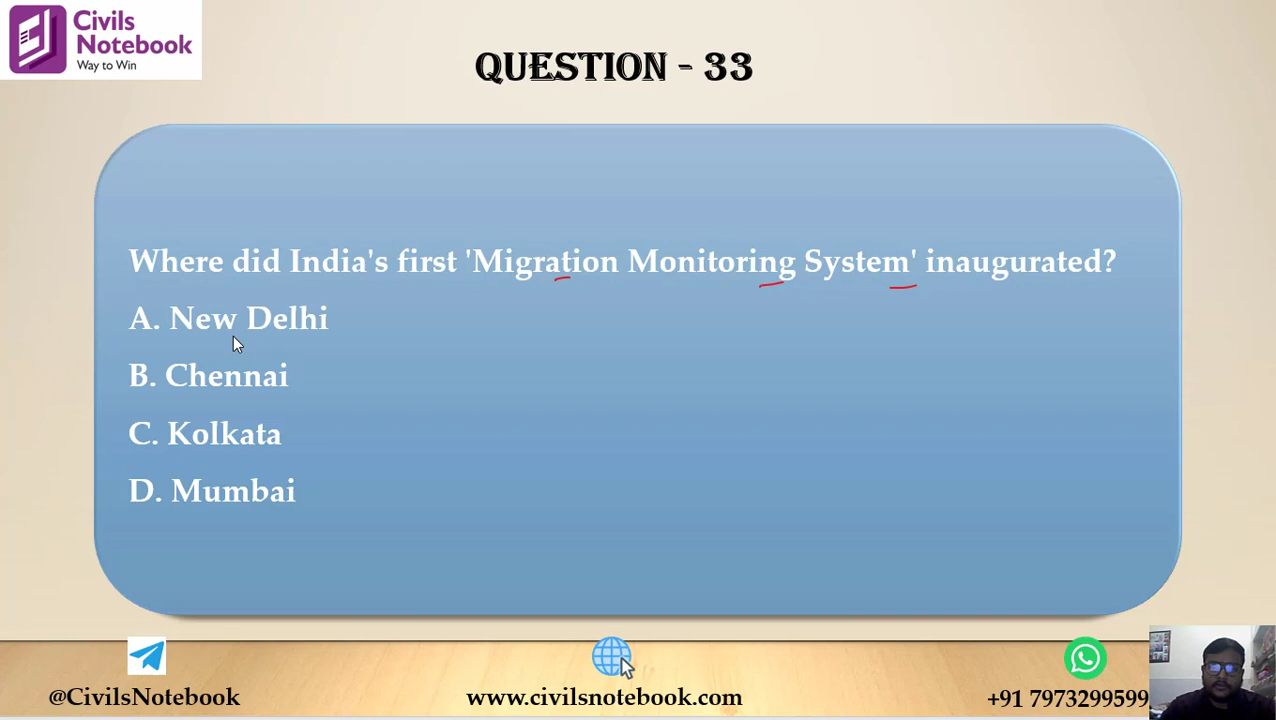 Civils
Notebook
Way to Win
QUESTION - 33
Where did India's first 'Migration Monitoring System' inaugurated?
A. New Delhi
B. Chennai
C. Kolkata
D. Mumbai
@CivilsNotebook
www.civilsnotebook.com
+91 7973299599